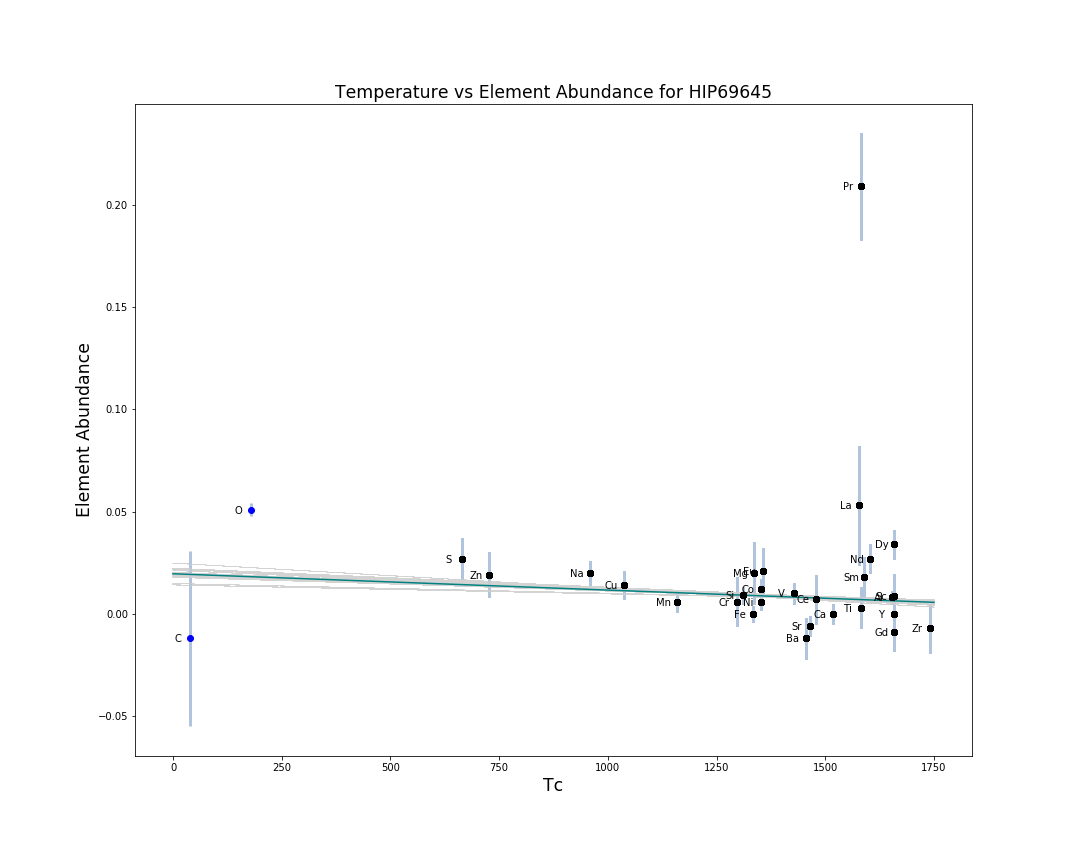 Temperature vs Element Abundance for HIP69645
Pr
0.20
0.15
0.10
Element Abundance
0.05
O
La
Dy
S
Nd
Zn
Na
Mg
Eu
Sm
Cu
Co
Si
V
Ce
Sc
Mn
Cr
Ni
Ti
0.00
Fe
Ca
Y
Sr
Gd
Zr
C
Ba
−0.05
0
250
500
750
1000
1250
1500
1750
Tc